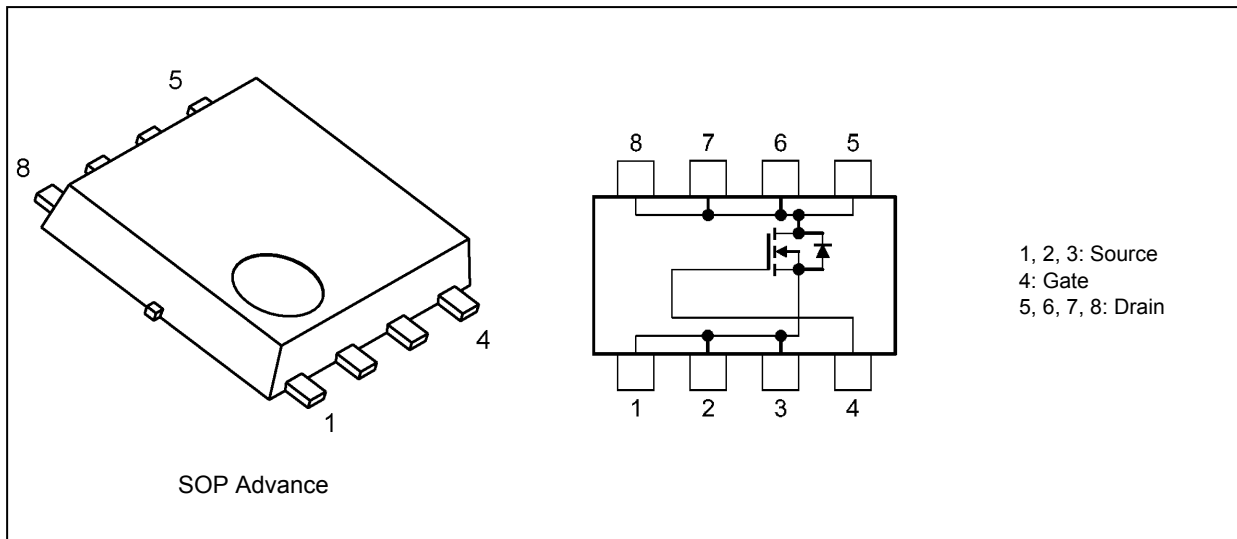 5
8
4
1
SOP Advance
8 7 6 5
1 2 3 4
1, 2, 3: Source
4: Gate
5, 6, 7, 8: Drain